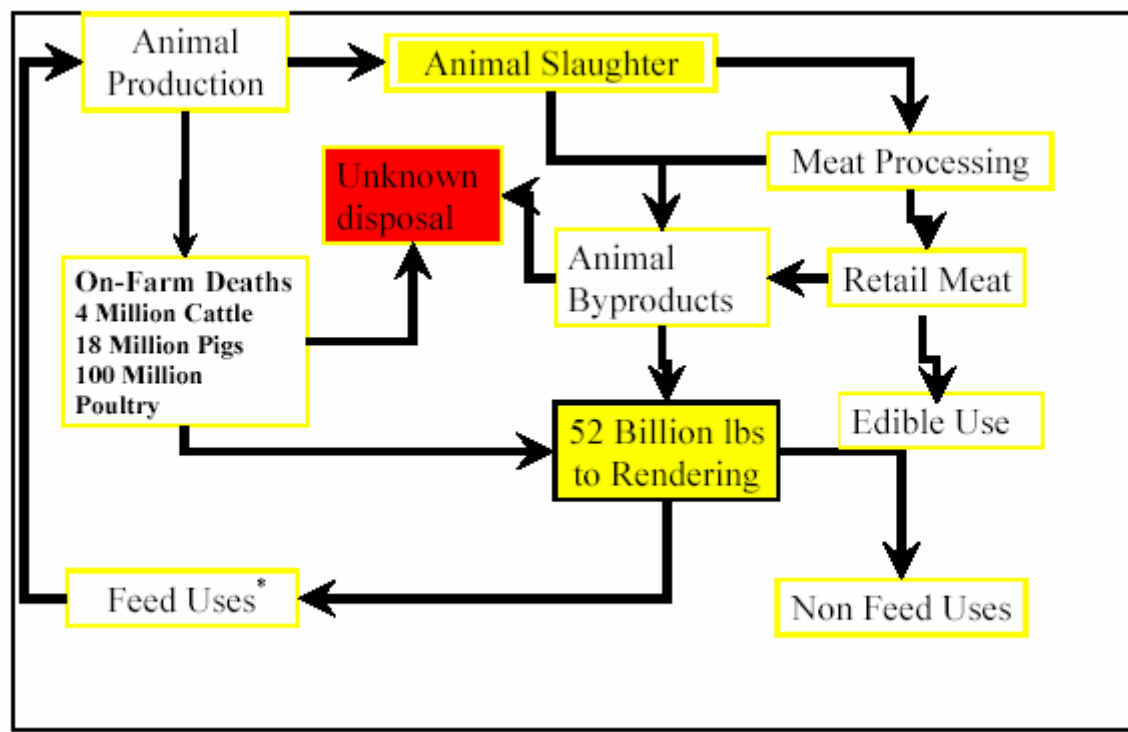 Animal
Production
Animal Slaughter
Unknown
disposal
Meat Processing
On-Farm Deaths
4 Million Cattle
18 Million Pigs
100 Million
Poultry
Animal
Byproducts
Retail Meat
52 Billion lbs
to Rendering
Edible Use
Feed Uses*
Non Feed Uses